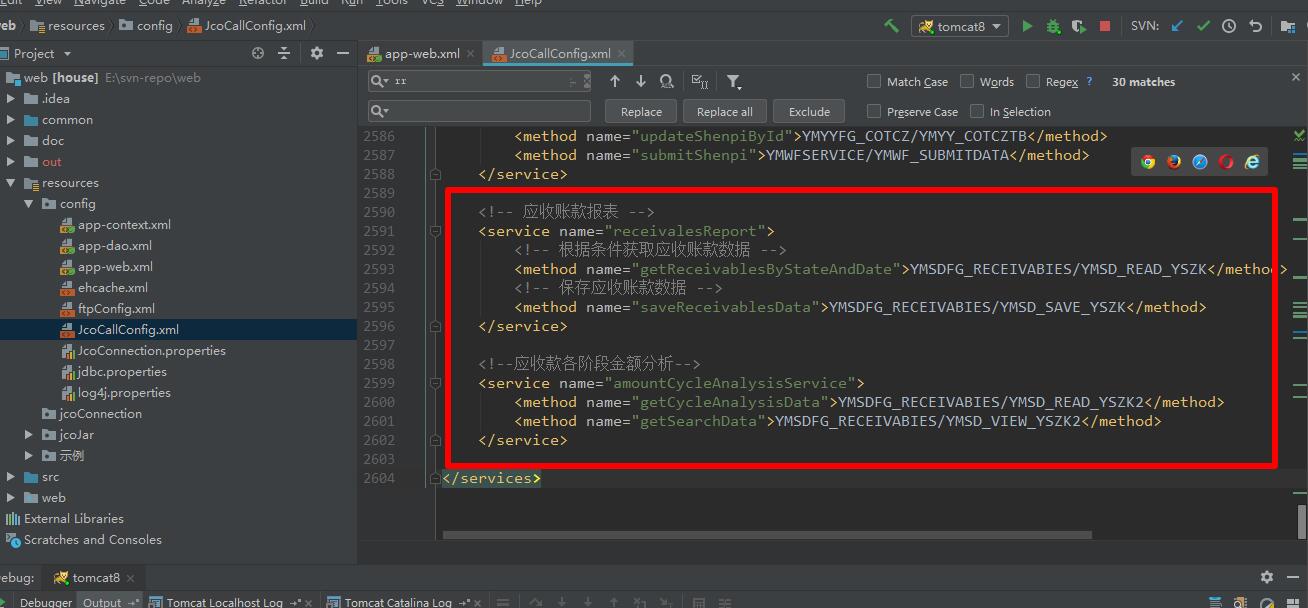 View Navigate Code Analyze Refactor Build Run Tools VCS Window Help
resources config JcoCallConfig.xml tomcat8 SVN:
Project app-web.xml JcoCallConfig.xml
rr Match Case Words Regex ? 30 matches
Replace Replace all Exclude Preserve Case In Selection
web [house] E:\svn-repo\web
.idea
common
doc
out
resources
config
app-context.xml
app-dao.xml
app-web.xml
ehcache.xml
ftpConfig.xml
JcoCallConfig.xml
JcoConnection.properties
jdbc.properties
log4j.properties
jcoConnection
jcoJar
示例
src
web
External Libraries
Scratches and Consoles
2586 <method name="updateShenpiById">YMYYFG_COTCZ/YMYY_COTCZTB</method>
2587 <method name="submitShenpi">YMWFSERVICE/YMWF_SUBMITDATA</method>
2588 </service>
2589
2590 <!-- 应收账款报表 -->
2591 <service name="receivalesReport">
2592 <!-- 根据条件获取应收账款数据 -->
2593 <method name="getReceivablesByStateAndDate">YMSDFG_RECEIVABIES/YMSD_READ_YSZK</method>
2594 <!-- 保存应收账款数据 -->
2595 <method name="saveReceivablesData">YMSDFG_RECEIVABIES/YMSD_SAVE_YSZK</method>
2596 </service>
2597
2598 <!--应收款各阶段金额分析-->
2599 <service name="amountCycleAnalysisService">
2600 <method name="getCycleAnalysisData">YMSDFG_RECEIVABIES/YMSD_READ_YSZK2</method>
2601 <method name="getSearchData">YMSDFG_RECEIVABIES/YMSD_VIEW_YSZK2</method>
2602 </service>
2603
2604 </services>
ebug: tomcat8
Debugger Output Tomcat Localhost Log Tomcat Catalina Log